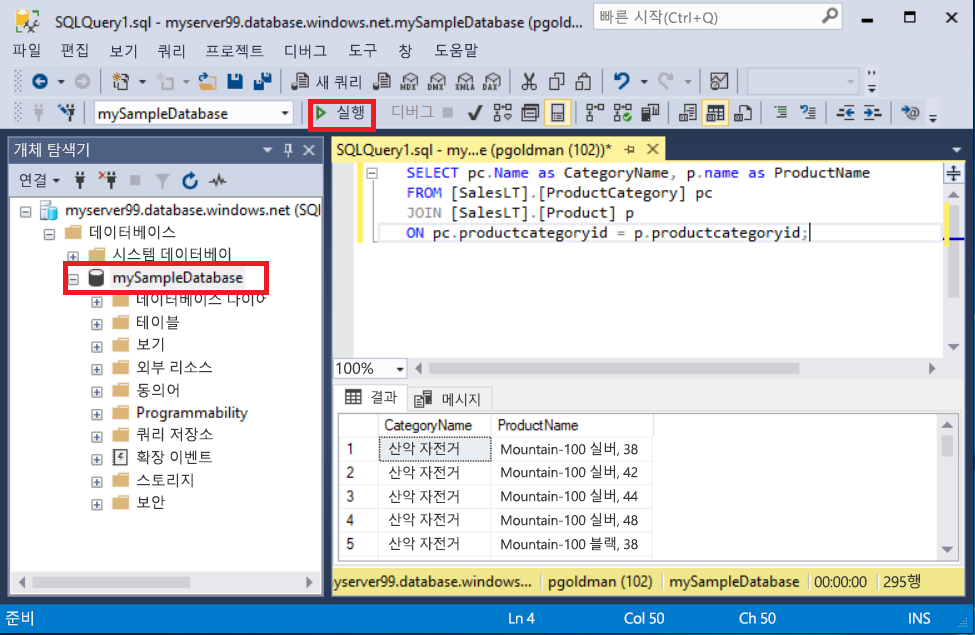 SQLQuery1.sql - myserver99.database.windows.net.mySampleDatabase (pgold...
빠른 시작(Ctrl+Q)
파일 편집 보기 쿼리 프로젝트 디버그 도구 창 도움말
새 쿼리 MDX DMX XMLA DAX
mySampleDatabase 실행 디버그
개체 탐색기
연결
myserver99.database.windows.net (SQl
데이터베이스
시스템 데이터베이
mySampleDatabase
데이터베이스 다이어
테이블
보기
외부 리소스
동의어
Programmability
쿼리 저장소
확장 이벤트
스토리지
보안
SQLQuery1.sql - my...e (pgoldman (102))*
SELECT pc.Name as CategoryName, p.name as ProductName
FROM [SalesLT].[ProductCategory] pc
JOIN [SalesLT].[Product] p
ON pc.productcategoryid = p.productcategoryid;
100%
결과 메시지
CategoryName ProductName
1 산악 자전거 Mountain-100 실버, 38
2 산악 자전거 Mountain-100 실버, 42
3 산악 자전거 Mountain-100 실버, 44
4 산악 자전거 Mountain-100 실버, 48
5 산악 자전거 Mountain-100 블랙, 38
yserver99.database.windows... pgoldman (102) mySampleDatabase 00:00:00 295행
준비 Ln 4 Col 50 Ch 50 INS